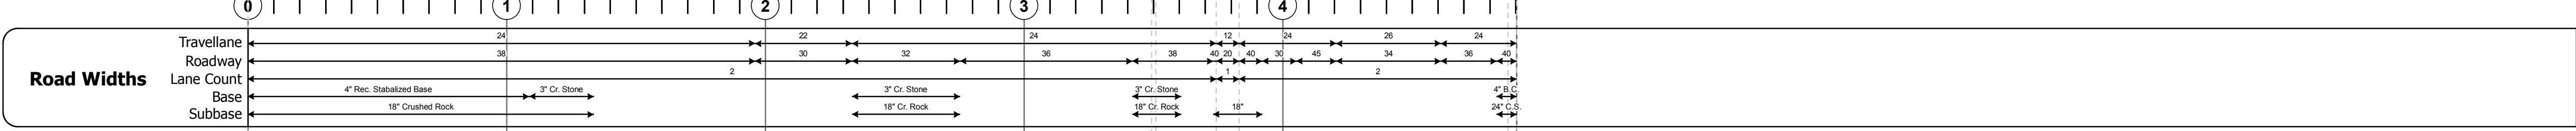 0 1 2 3 4
Travellane 24 22 24 12 24 26 24
Roadway 38 30 32 36 38 40 20 40 30 45 34 36 40
Road Widths
Lane Count 2 1 2
Base 4" Rec. Stabalized Base 3" Cr. Stone 3" Cr. Stone 3" Cr. Stone 4" B.C.
Subbase 18" Crushed Rock 18" Cr. Rock 18" Cr. Rock 18" 24" C.S.